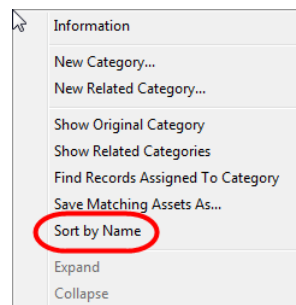 Information
New Category...
New Related Category...
Show Original Category
Show Related Categories
Find Records Assigned To Category
Save Matching Assets As...
Sort by Name
Expand
Collapse